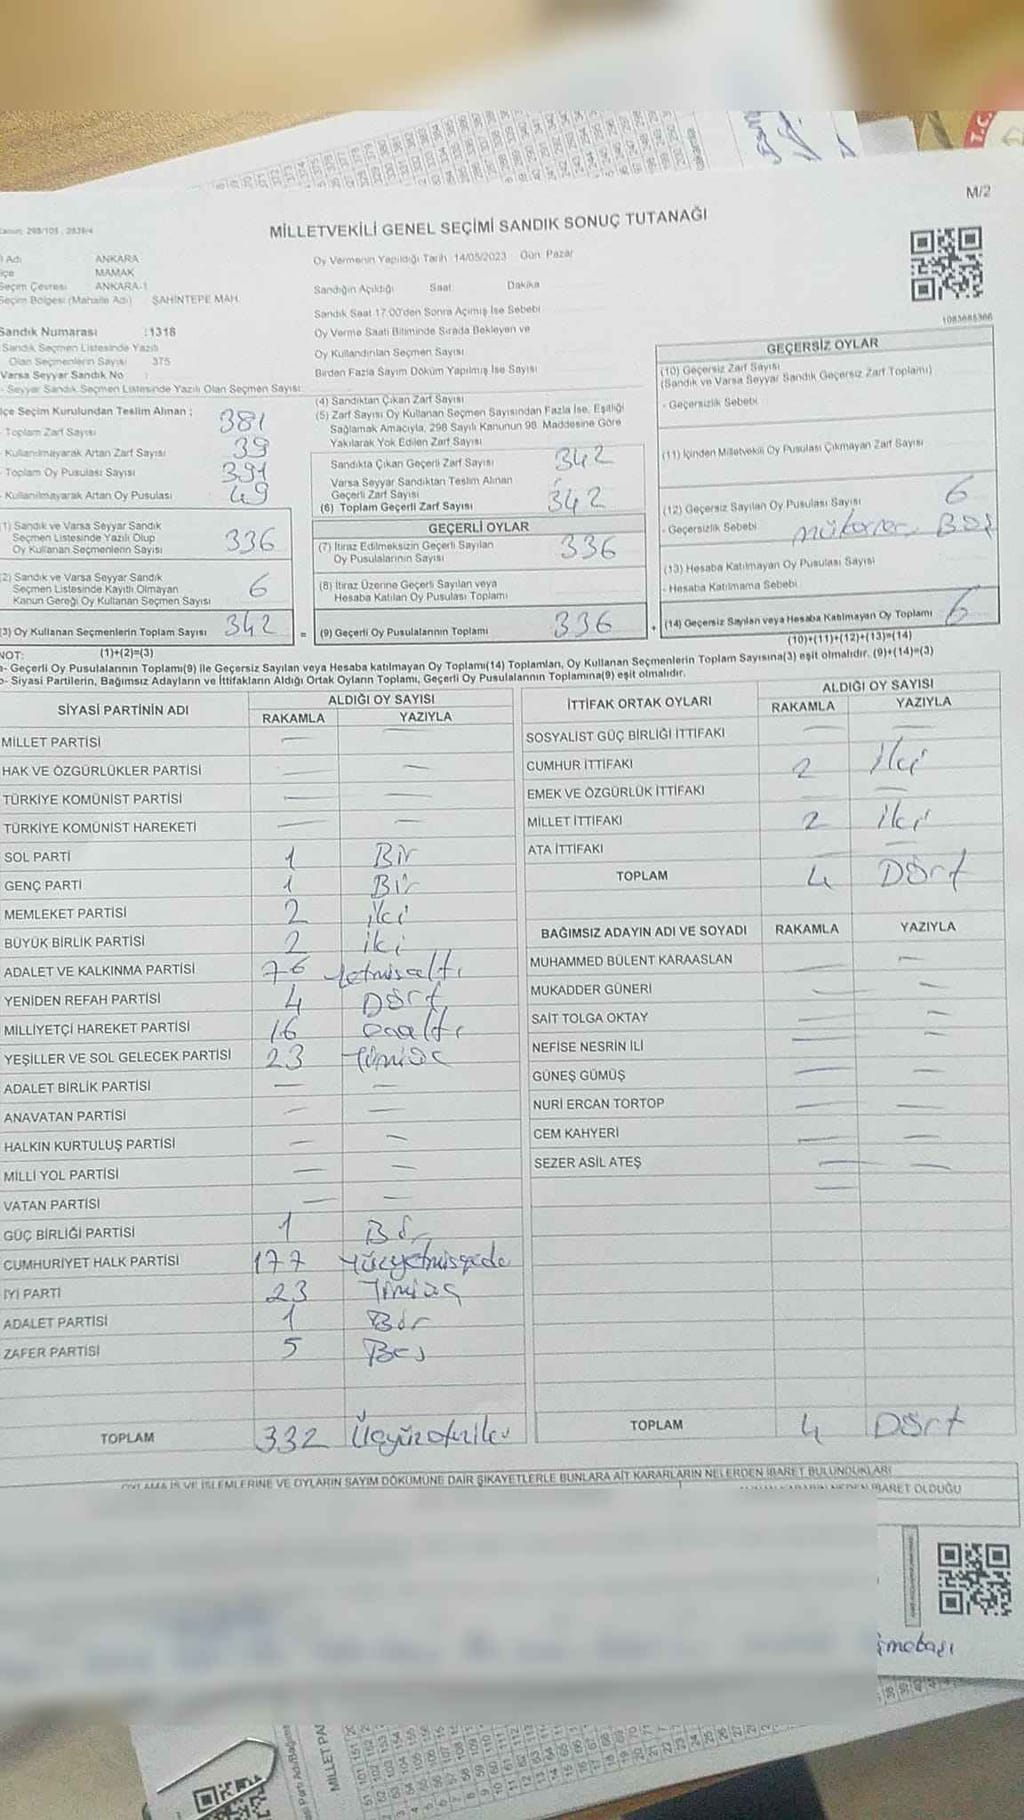 M/2
MİLLETVEKİLİ GENEL SEÇİMİ SANDIK SONUÇ TUTANAĞI
ANKARA
MAMAK
Seçim Çevresi ANKARA-1
Seçim Bölgesi (Mahalle Adı) ŞAHİNTEPE MAH.
Sandık Numarası :1318
Sandık Seçmen Listesinde Yazılı
Olan Seçmenlerin Sayısı 375
Varsa Seyyar Sandık No
- Seyyar Sandık Seçmen Listesinde Yazılı Olan Seçmen Sayısı:
İlçe Seçim Kurulundan Teslim Alınan ;
- Toplam Zarf Sayısı 381
- Kullanılmayarak Artan Zarf Sayısı 39
- Toplam Oy Pusulası Sayısı 391
- Kullanılmayarak Artan Oy Pusulası 49
(1) Sandık ve Varsa Seyyar Sandık
Seçmen Listesinde Yazılı Olup
Oy Kullanan Seçmenlerin Sayısı 336
(2) Sandık ve Varsa Seyyar Sandık
Seçmen Listesinde Kayıtlı Olmayan
Kanun Gereği Oy Kullanan Seçmen Sayısı 6
(3) Oy Kullanan Seçmenlerin Toplam Sayısı 342 =
NOT: (1)+(2)=(3)
Oy Vermenin Yapıldığı Tarih :14/05/2023 Gün: Pazar
Sandığın Açıldığı Saat Dakika
Sandık Saat 17:00'den Sonra Açımış İse Sebebi
Oy Verme Saati Bitiminde Sırada Bekleyen ve
Oy Kullandırılan Seçmen Sayısı
Birden Fazla Sayım Döküm Yapılmış İse Sayısı
(4) Sandıktan Çıkan Zarf Sayısı
(5) Zarf Sayısı Oy Kullanan Seçmen Sayısından Fazla İse, Eşitliği
Sağlamak Amacıyla, 298 Sayılı Kanunun 98. Maddesine Göre
Yakılarak Yok Edilen Zarf Sayısı
Sandıkta Çıkan Geçerli Zarf Sayısı 342
Varsa Seyyar Sandıktan Teslim Alınan
Geçerli Zarf Sayısı
(6) Toplam Geçerli Zarf Sayısı 342
GEÇERLİ OYLAR
(7) İtiraz Edilmeksizin Geçerli Sayılan
Oy Pusulalarının Sayısı 336
(8) İtiraz Üzerine Geçerli Sayılan veya
Hesaba Katılan Oy Pusulası Toplamı
(9) Geçerli Oy Pusulalarının Toplamı 336 +
1083685366
GEÇERSİZ OYLAR
(10) Geçersiz Zarf Sayısı
(Sandık ve Varsa Seyyar Sandık Geçersiz Zarf Toplamı)
- Geçersizlik Sebebi
(11) İçinden Milletvekili Oy Pusulası Çıkmayan Zarf Sayısı
(12) Geçersiz Sayılan Oy Pusulası Sayısı 6
- Geçersizlik Sebebi Boş
(13) Hesaba Katılmayan Oy Pusulası Sayısı
- Hesaba Katılmama Sebebi
(14) Geçersiz Sayılan veya Hesaba Katılmayan Oy Toplamı 6
(10)+(11)+(12)+(13)=(14)
a- Geçerli Oy Pusulalarının Toplamı(9) ile Geçersiz Sayılan veya Hesaba katılmayan Oy Toplamı(14) Toplamları, Oy Kullanan Seçmenlerin Toplam Sayısına(3) eşit olmalıdır. (9)+(14)=(3)
b- Siyasi Partilerin, Bağımsız Adayların ve İttifakların Aldığı Ortak Oyların Toplamı, Geçerli Oy Pusulalarının Toplamına(9) eşit olmalıdır.
SİYASİ PARTİNİN ADI ALDIĞI OY SAYISI
RAKAMLA YAZIYLA
MİLLET PARTİSİ — —
HAK VE ÖZGÜRLÜKLER PARTİSİ — —
TÜRKİYE KOMÜNİST PARTİSİ — —
TÜRKİYE KOMÜNİST HAREKETİ — —
SOL PARTİ 1 Bir
GENÇ PARTİ 1 Bir
MEMLEKET PARTİSİ 2 iki
BÜYÜK BİRLİK PARTİSİ 2 iki
ADALET VE KALKINMA PARTİSİ 76 Yetmişaltı
YENİDEN REFAH PARTİSİ 4 Dört
MİLLİYETÇİ HAREKET PARTİSİ 16 Onaltı
YEŞİLLER VE SOL GELECEK PARTİSİ 23 Yirmiüç
ADALET BİRLİK PARTİSİ — —
ANAVATAN PARTİSİ — —
HALKIN KURTULUŞ PARTİSİ — —
MİLLİ YOL PARTİSİ — —
VATAN PARTİSİ — —
GÜÇ BİRLİĞİ PARTİSİ 1 Bir
CUMHURİYET HALK PARTİSİ 177 Yüzyetmişyedi
İYİ PARTİ 23 Yirmiüç
ADALET PARTİSİ 1 Bir
ZAFER PARTİSİ 5 Beş
TOPLAM 332 Üçyüzotuziki
İTTİFAK ORTAK OYLARI ALDIĞI OY SAYISI
RAKAMLA YAZIYLA
SOSYALİST GÜÇ BİRLİĞİ İTTİFAKI — —
CUMHUR İTTİFAKI 2 İki
EMEK VE ÖZGÜRLÜK İTTİFAKI — —
MİLLET İTTİFAKI 2 İki
ATA İTTİFAKI —
TOPLAM 4 Dört
BAĞIMSIZ ADAYIN ADI VE SOYADI RAKAMLA YAZIYLA
MUHAMMED BÜLENT KARAASLAN — —
MUKADDER GÜNERİ — —
SAİT TOLGA OKTAY — —
NEFİSE NESRİN İLİ — —
GÜNEŞ GÜMÜŞ — —
NURİ ERCAN TORTOP — —
CEM KAHYERİ — —
SEZER ASİL ATEŞ — —
TOPLAM 4 Dört
VE İŞLEMLERİNE VE OYLARIN SAYIM DÖKÜMÜNE DAİR ŞİKAYETLERLE BUNLARA AİT KARARLARIN NELERDEN İBARET BULUNDUKLARI
İBARET OLDUĞU
T.C.